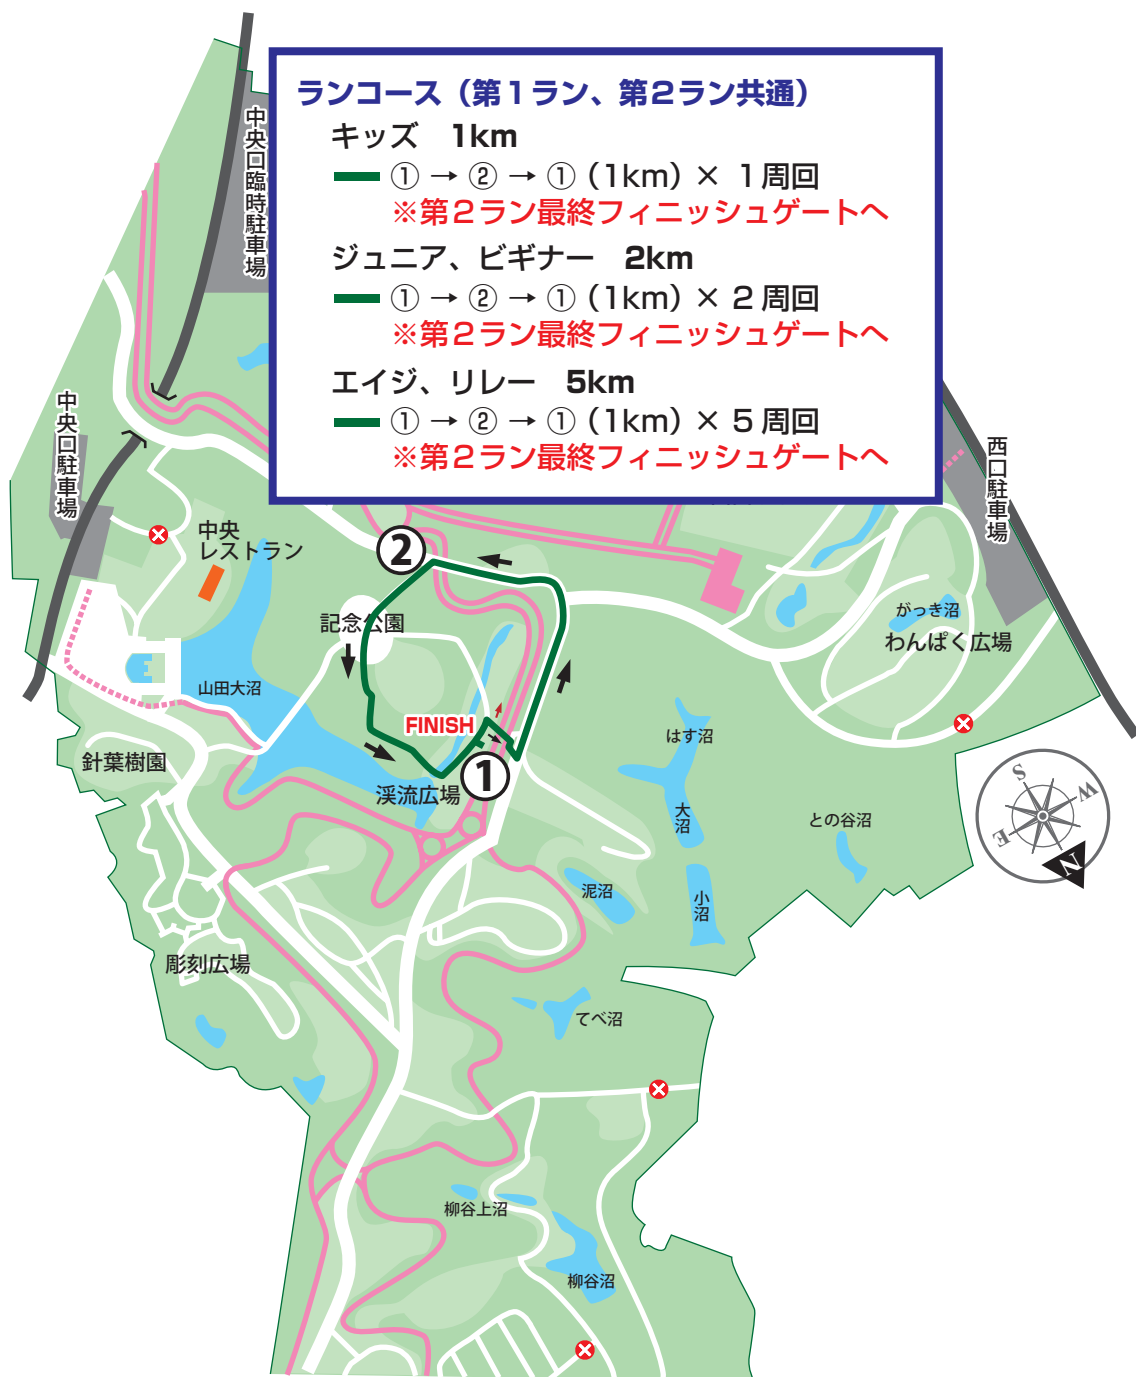 ランコース（第１ラン、第２ラン共通）
キッズ　1km
① → ② → ①（1km）× １周回
※第２ラン最終フィニッシュゲートへ
ジュニア、ビギナー　2km
① → ② → ①（1km）× ２周回
※第２ラン最終フィニッシュゲートへ
エイジ、リレー　5km
① → ② → ①（1km）× ５周回
※第２ラン最終フィニッシュゲートへ
中央口臨時駐車場
中央口駐車場
西口駐車場
中央
レストラン
②
記念公園
がっき沼
わんぱく広場
山田大沼
FINISH
はす沼
針葉樹園
①
渓流広場
大沼
との谷沼
S
W
E
N
泥沼
小沼
彫刻広場
てべ沼
柳谷上沼
柳谷沼